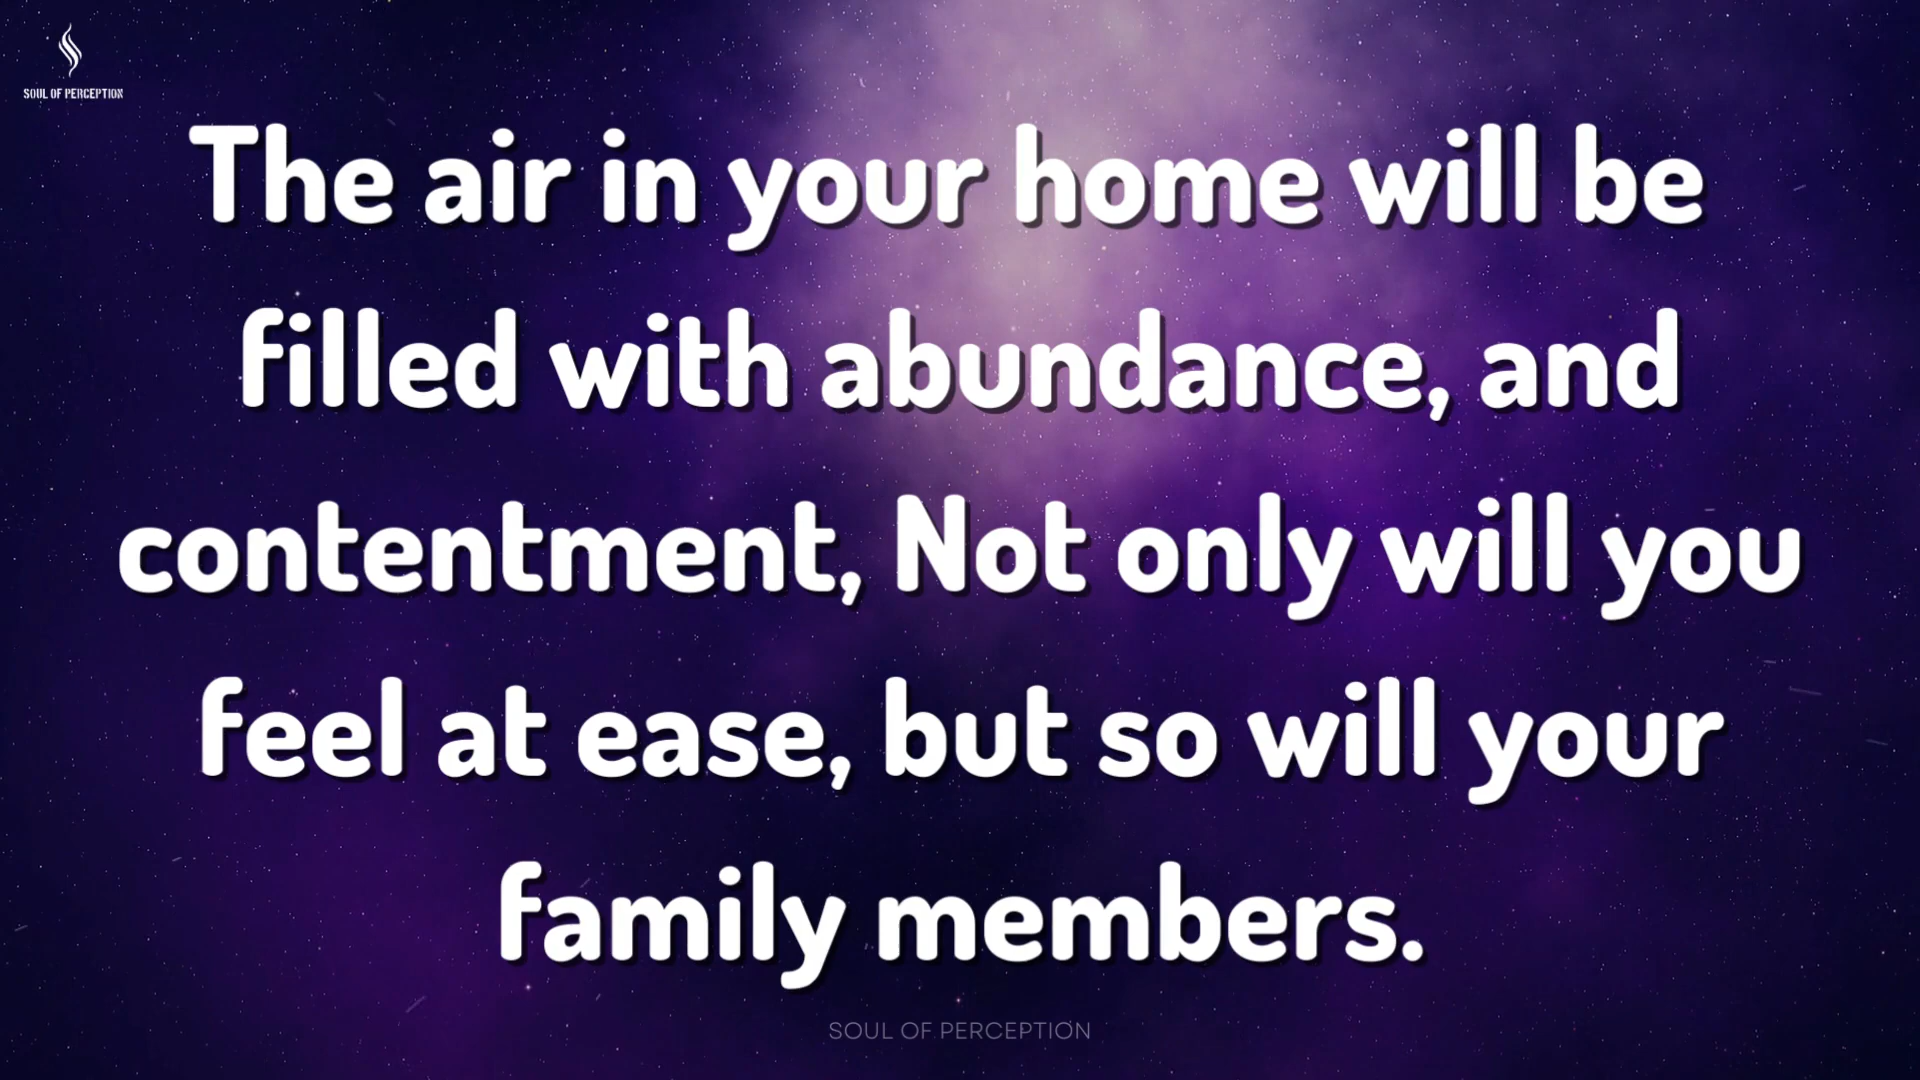 SOUL OF PERCEPTION
The air in your home will be
filled with abundance, and
contentment, Not only will you
feel at ease, but so will your
family members.
SOUL OF PERCEPTION